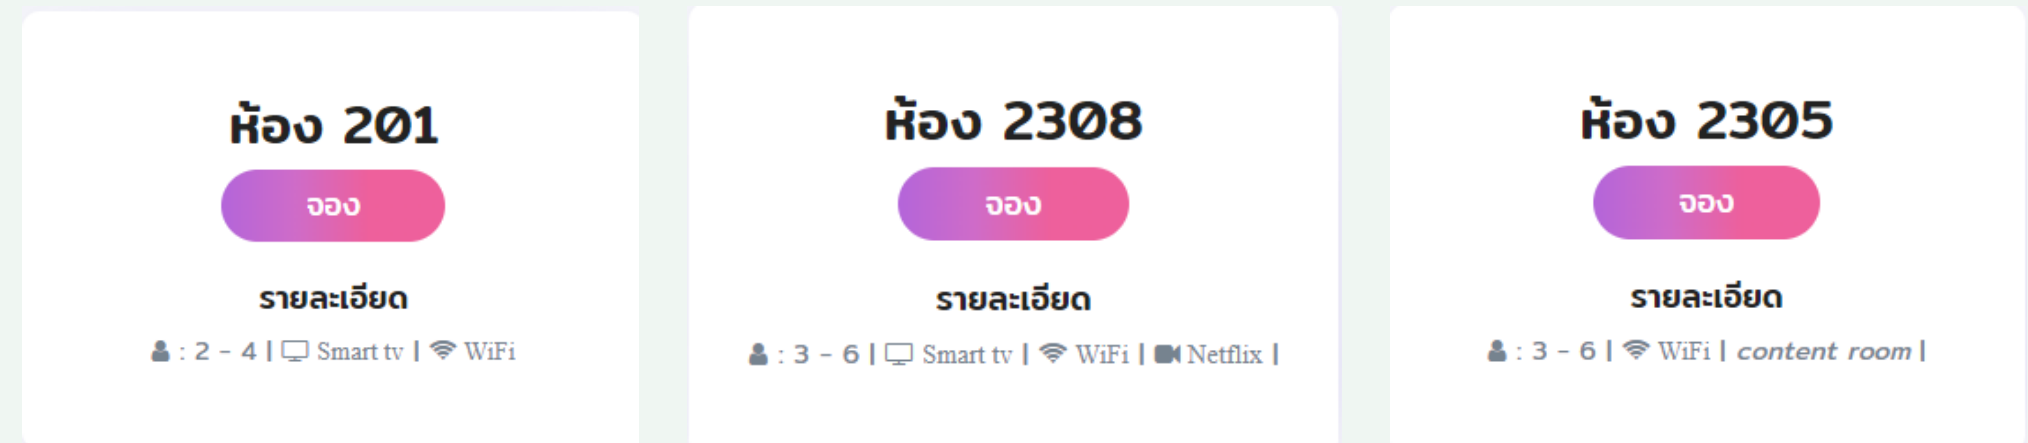 ห้อง 201
จอง
รายละเอียด
: 2 - 4 | Smart tv | WiFi
ห้อง 2308
จอง
รายละเอียด
: 3 - 6 | Smart tv | WiFi | Netflix |
ห้อง 2305
จอง
รายละเอียด
: 3 - 6 | WiFi | content room |